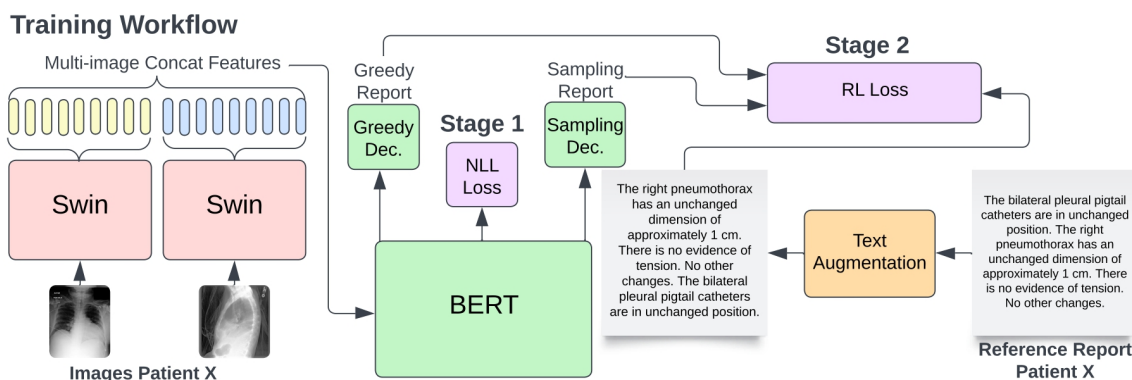 Training Workflow
Multi-image Concat Features
Swin
Swin
Images Patient X
Greedy
Report
Greedy
Dec.
Stage 1
NLL
Loss
Sampling
Report
Sampling
Dec.
BERT
Stage 2
RL Loss
The right pneumothorax
has an unchanged
dimension of
approximately 1 cm.
There is no evidence of
tension. No other
changes. The bilateral
pleural pigtail catheters
are in unchanged position.
Text
Augmentation
The bilateral pleural pigtail
catheters are in unchanged
position. The right
pneumothorax has an
unchanged dimension of
approximately 1 cm. There
is no evidence of tension.
No other changes.
Reference Report
Patient X